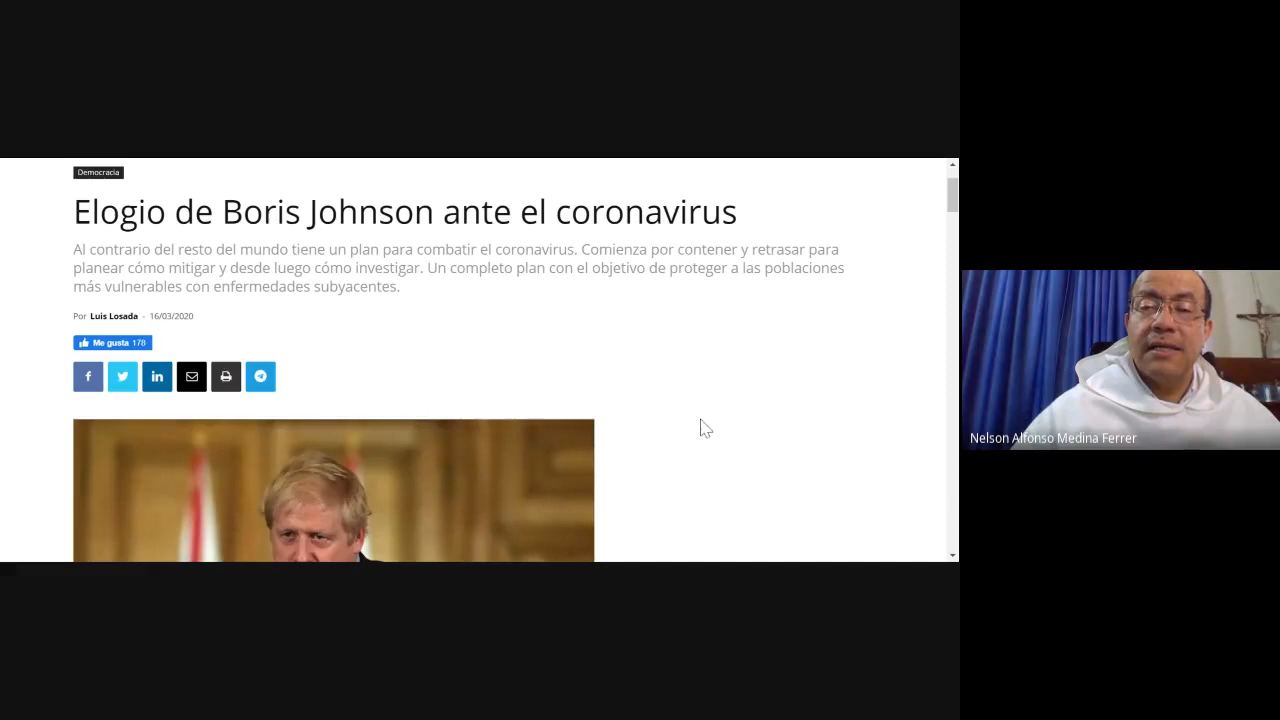 Democracia
Elogio de Boris Johnson ante el coronavirus
Al contrario del resto del mundo tiene un plan para combatir el coronavirus. Comienza por contener y retrasar para
planear cómo mitigar y desde luego cómo investigar. Un completo plan con el objetivo de proteger a las poblaciones
más vulnerables con enfermedades subyacentes.
Por Luis Losada - 16/03/2020
Me gusta 178
Nelson Alfonso Medina Ferrer